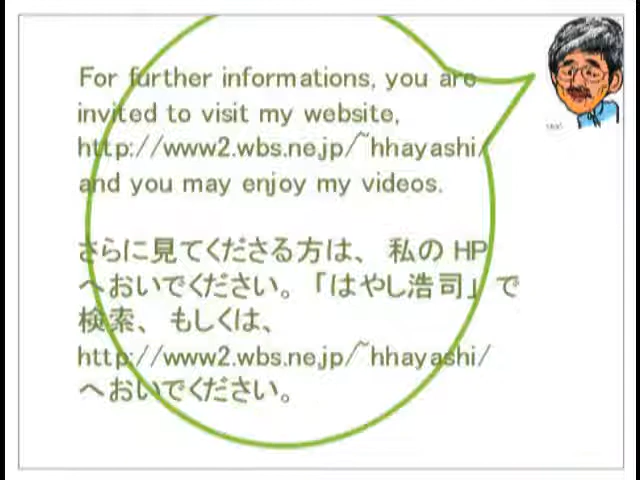 For further informations, you are
invited to visit my website,
http://www2.wbs.ne.jp/~hhayashi/
and you may enjoy my videos.
さらに見てくださる方は、 私の HP
へおいでください。「はやし浩司」で
検索、もしくは、
http://www2.wbs.ne.jp/~hhayashi/
へおいでください。